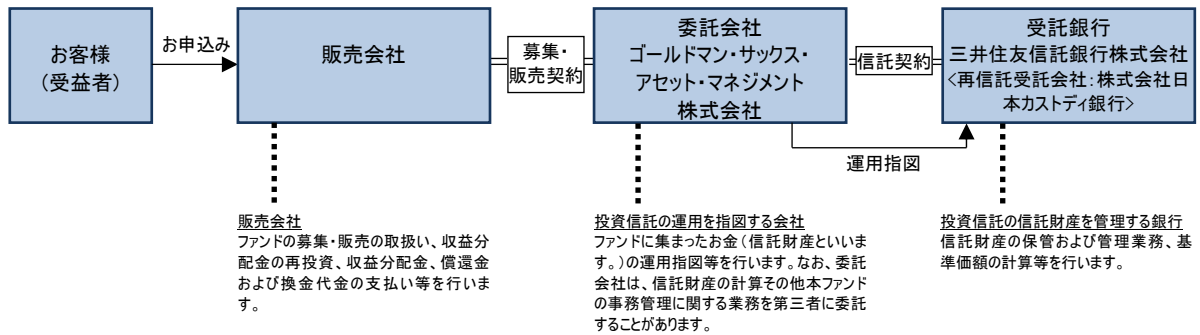 お客様
(受益者)
お申込み
販売会社
募集・
販売契約
委託会社
ゴールドマン・サックス・
アセット・マネジメント
株式会社
信託契約
受託銀行
三井住友信託銀行株式会社
<再信託受託会社:株式会社日
本カストディ銀行>
運用指図
販売会社
ファンドの募集・販売の取扱い、収益分
配金の再投資、収益分配金、償還金
および換金代金の支払い等を行いま
す。
投資信託の運用を指図する会社
ファンドに集まったお金(信託財産といいま
す。)の運用指図等を行います。なお、委託
会社は、信託財産の計算その他本ファンド
の事務管理に関する業務を第三者に委託
することがあります。
投資信託の信託財産を管理する銀行
信託財産の保管および管理業務、基
準価額の計算等を行います。